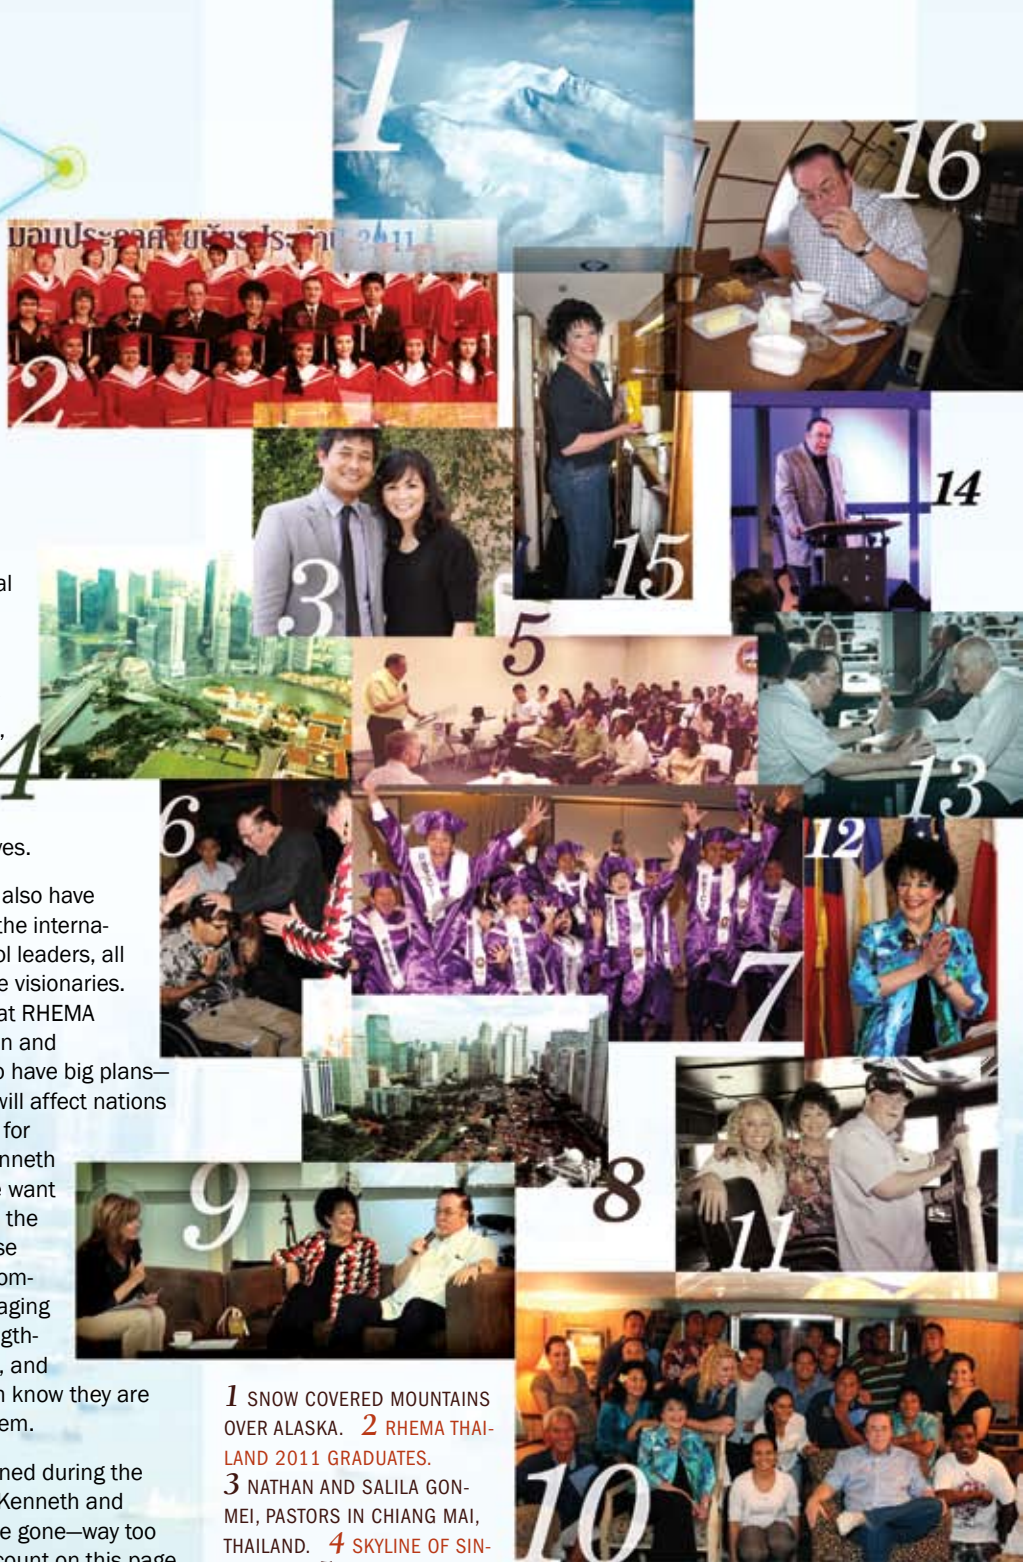 1
16
2
14
3
15
al
5
,
4
13
6
ves.
12
also have
the interna-
ol leaders, all
e visionaries.
7
at RHEMA
n and
o have big plans—
will affect nations
for
nneth
9
8
e want
the
11
se
om-
aging
gth-
, and
n know they are
em.
ned during the
Kenneth and
e gone—way too
count on this page
1 SNOW COVERED MOUNTAINS
OVER ALASKA. 2 RHEMA THAI-
LAND 2011 GRADUATES.
3 NATHAN AND SALILA GON-
MEI, PASTORS IN CHIANG MAI,
THAILAND. 4 SKYLINE OF SIN-
10